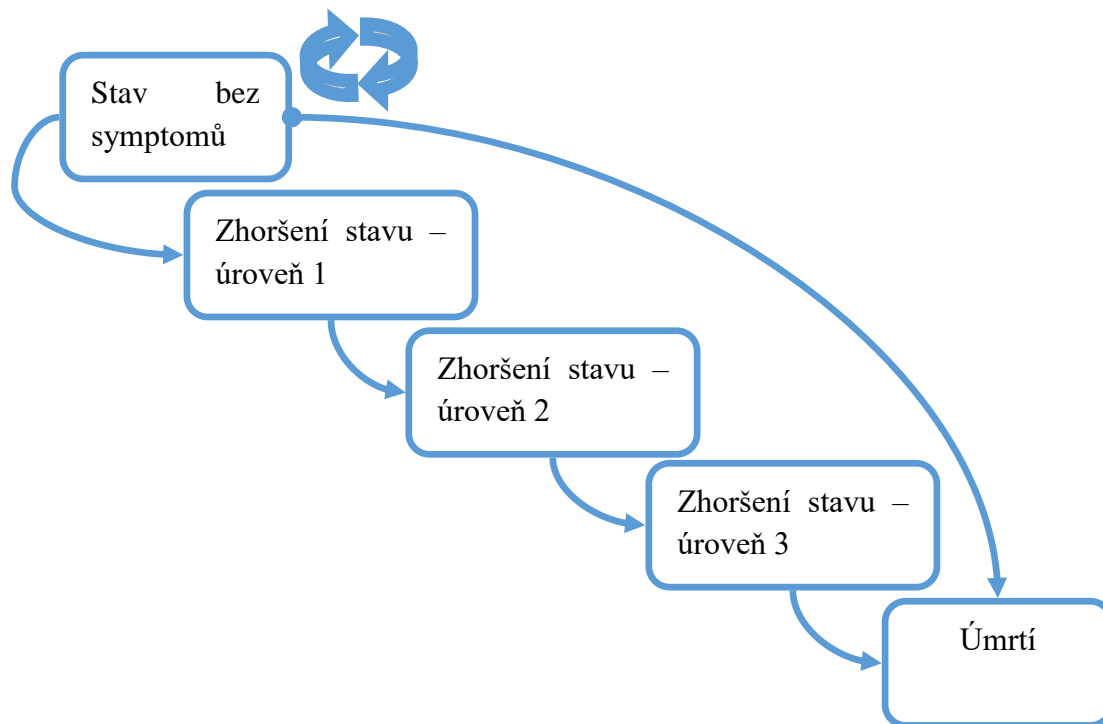 Stav bez
symptomů
Zhoršení stavu –
úroveň 1
Zhoršení stavu –
úroveň 2
Zhoršení stavu –
úroveň 3
Úmrtí